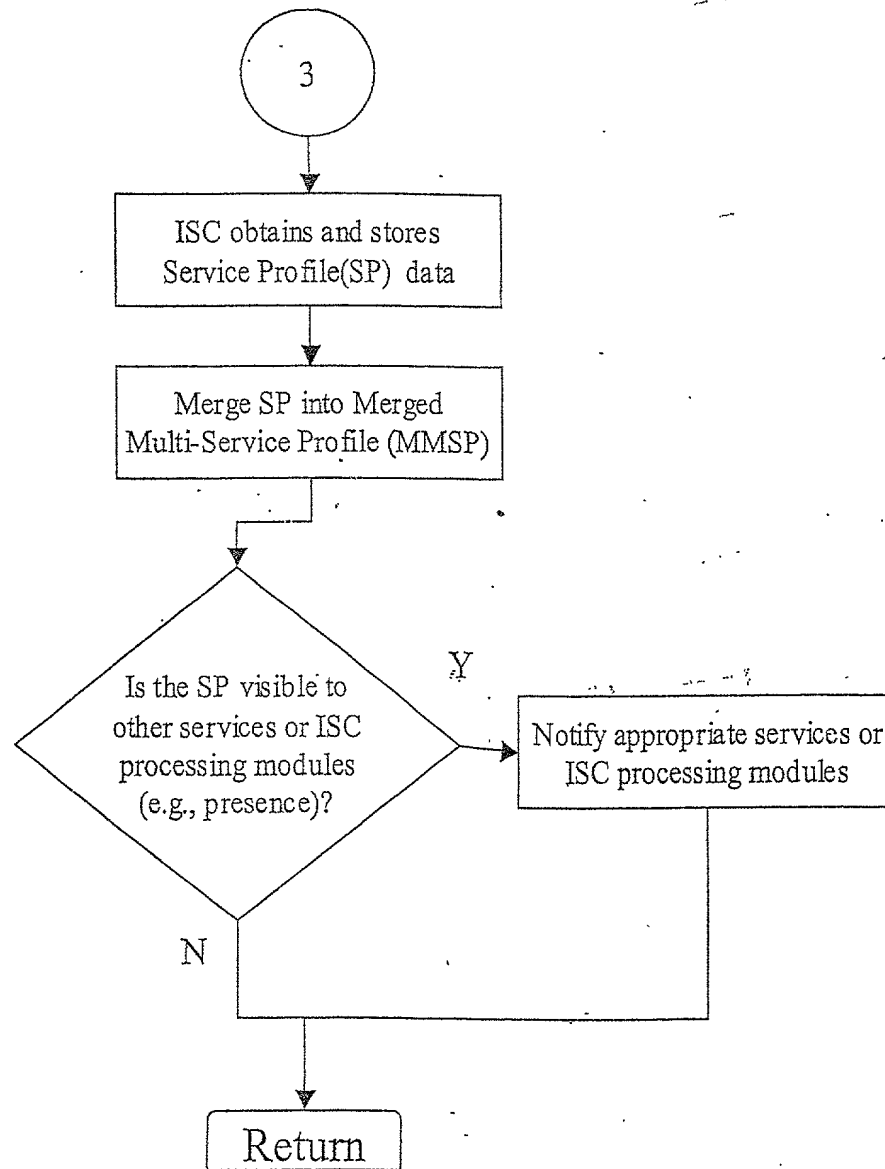 3
ISC obtains and stores
Service Profile(SP) data
Merge SP into Merged
Multi-Service Profile (MMSP)
Is the SP visible to
other services or ISC
processing modules
(e.g., presence)?
Y
Notify appropriate services or
ISC processing modules
N
Return